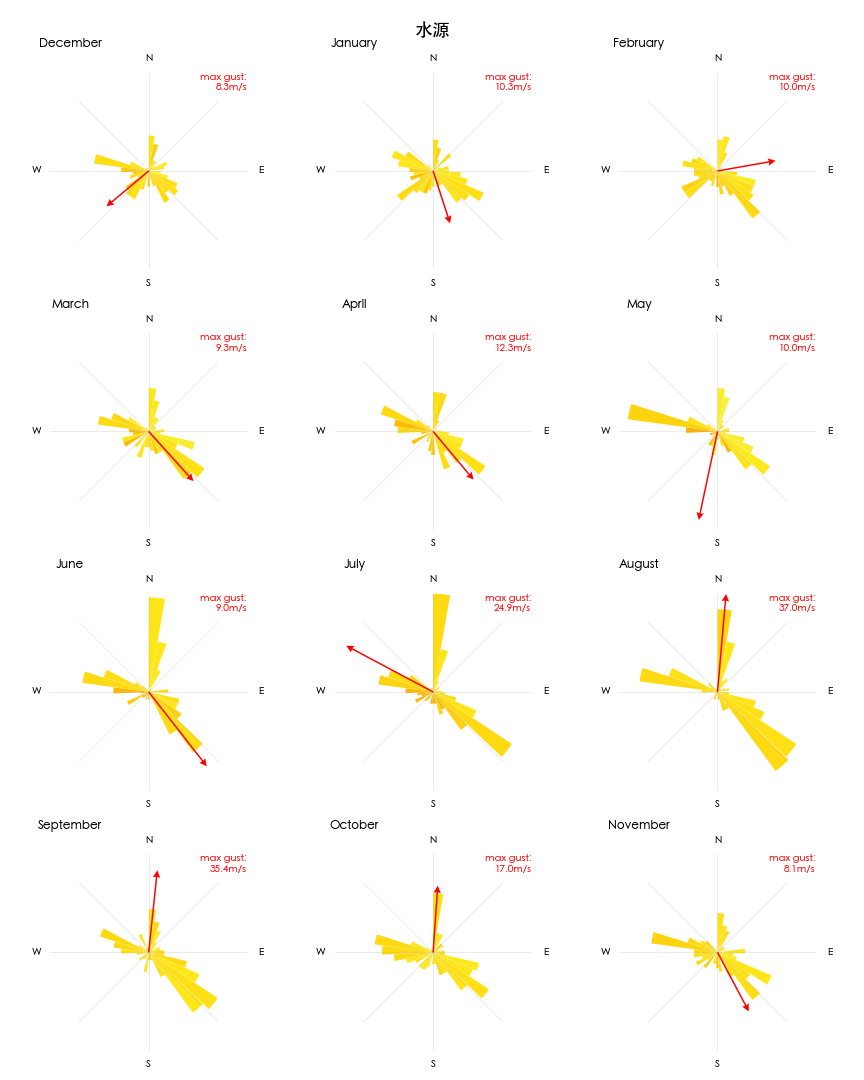 水源
December
N
max gust:
8.3m/s
W
E
S
January
N
max gust:
10.3m/s
W
E
S
February
N
max gust:
10.0m/s
W
E
S
March
N
max gust:
9.3m/s
W
E
S
April
N
max gust:
12.3m/s
W
E
S
May
N
max gust:
10.0m/s
W
E
S
June
N
max gust:
9.0m/s
W
E
S
July
N
max gust:
24.9m/s
W
E
S
August
N
max gust:
37.0m/s
W
E
S
September
N
max gust:
35.4m/s
W
E
S
October
N
max gust:
17.0m/s
W
E
S
November
N
max gust:
8.1m/s
W
E
S